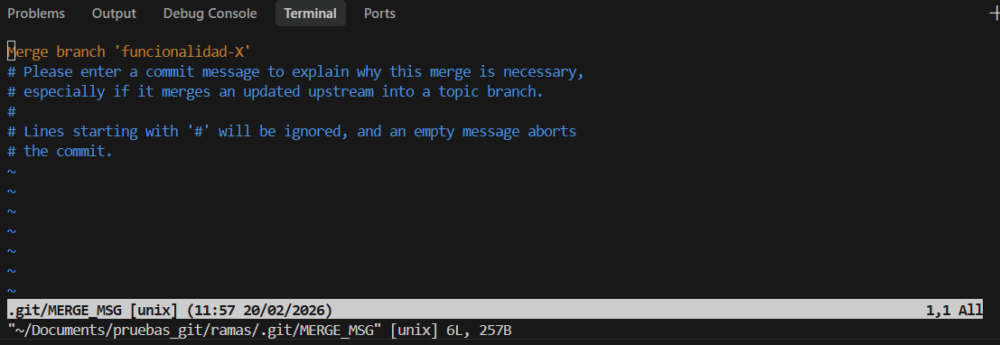 Problems Output Debug Console Terminal Ports
Merge branch 'funcionalidad-X'
# Please enter a commit message to explain why this merge is necessary,
# especially if it merges an updated upstream into a topic branch.
#
# Lines starting with '#' will be ignored, and an empty message aborts
# the commit.
~
~
~
~
~
~
~
.git/MERGE_MSG [unix] (11:57 20/02/2026) 1,1 All
"~/Documents/pruebas_git/ramas/.git/MERGE_MSG" [unix] 6L, 257B